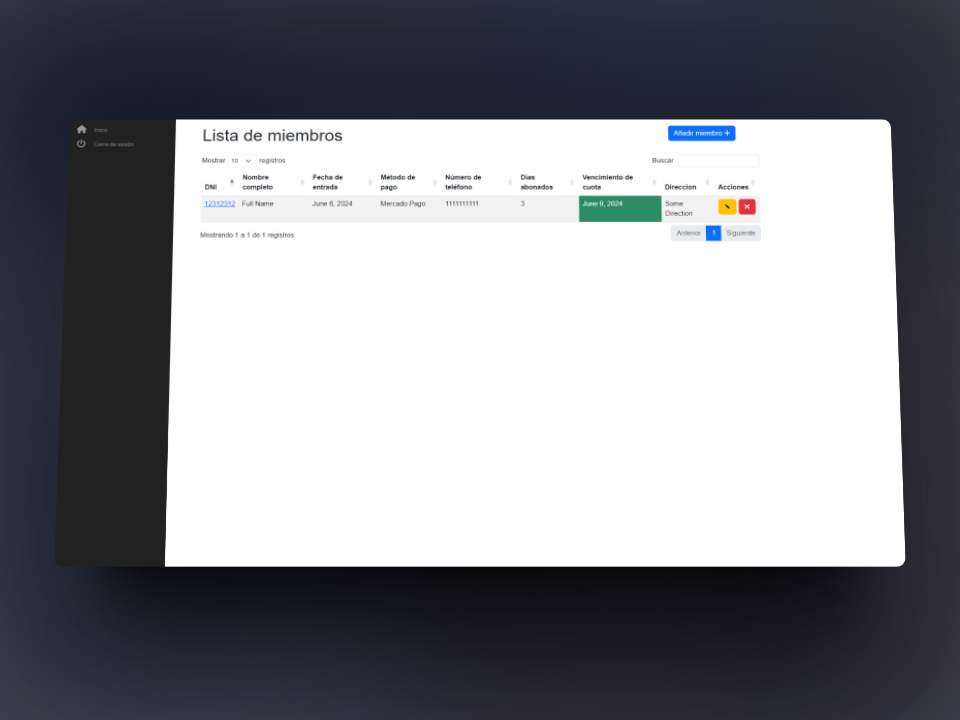 Inicio
Cierre de sesión
Lista de miembros
Añadir miembro +
Mostrar 10 registros
Buscar
DNI
Nombre completo
Fecha de entrada
Método de pago
Número de teléfono
Días abonados
Vencimiento de cuota
Direccion
Acciones
12312312
Full Name
June 6, 2024
Mercado Pago
1111111111
3
June 9, 2024
Some Direction
Mostrando 1 a 1 de 1 registros
Anterior 1 Siguiente